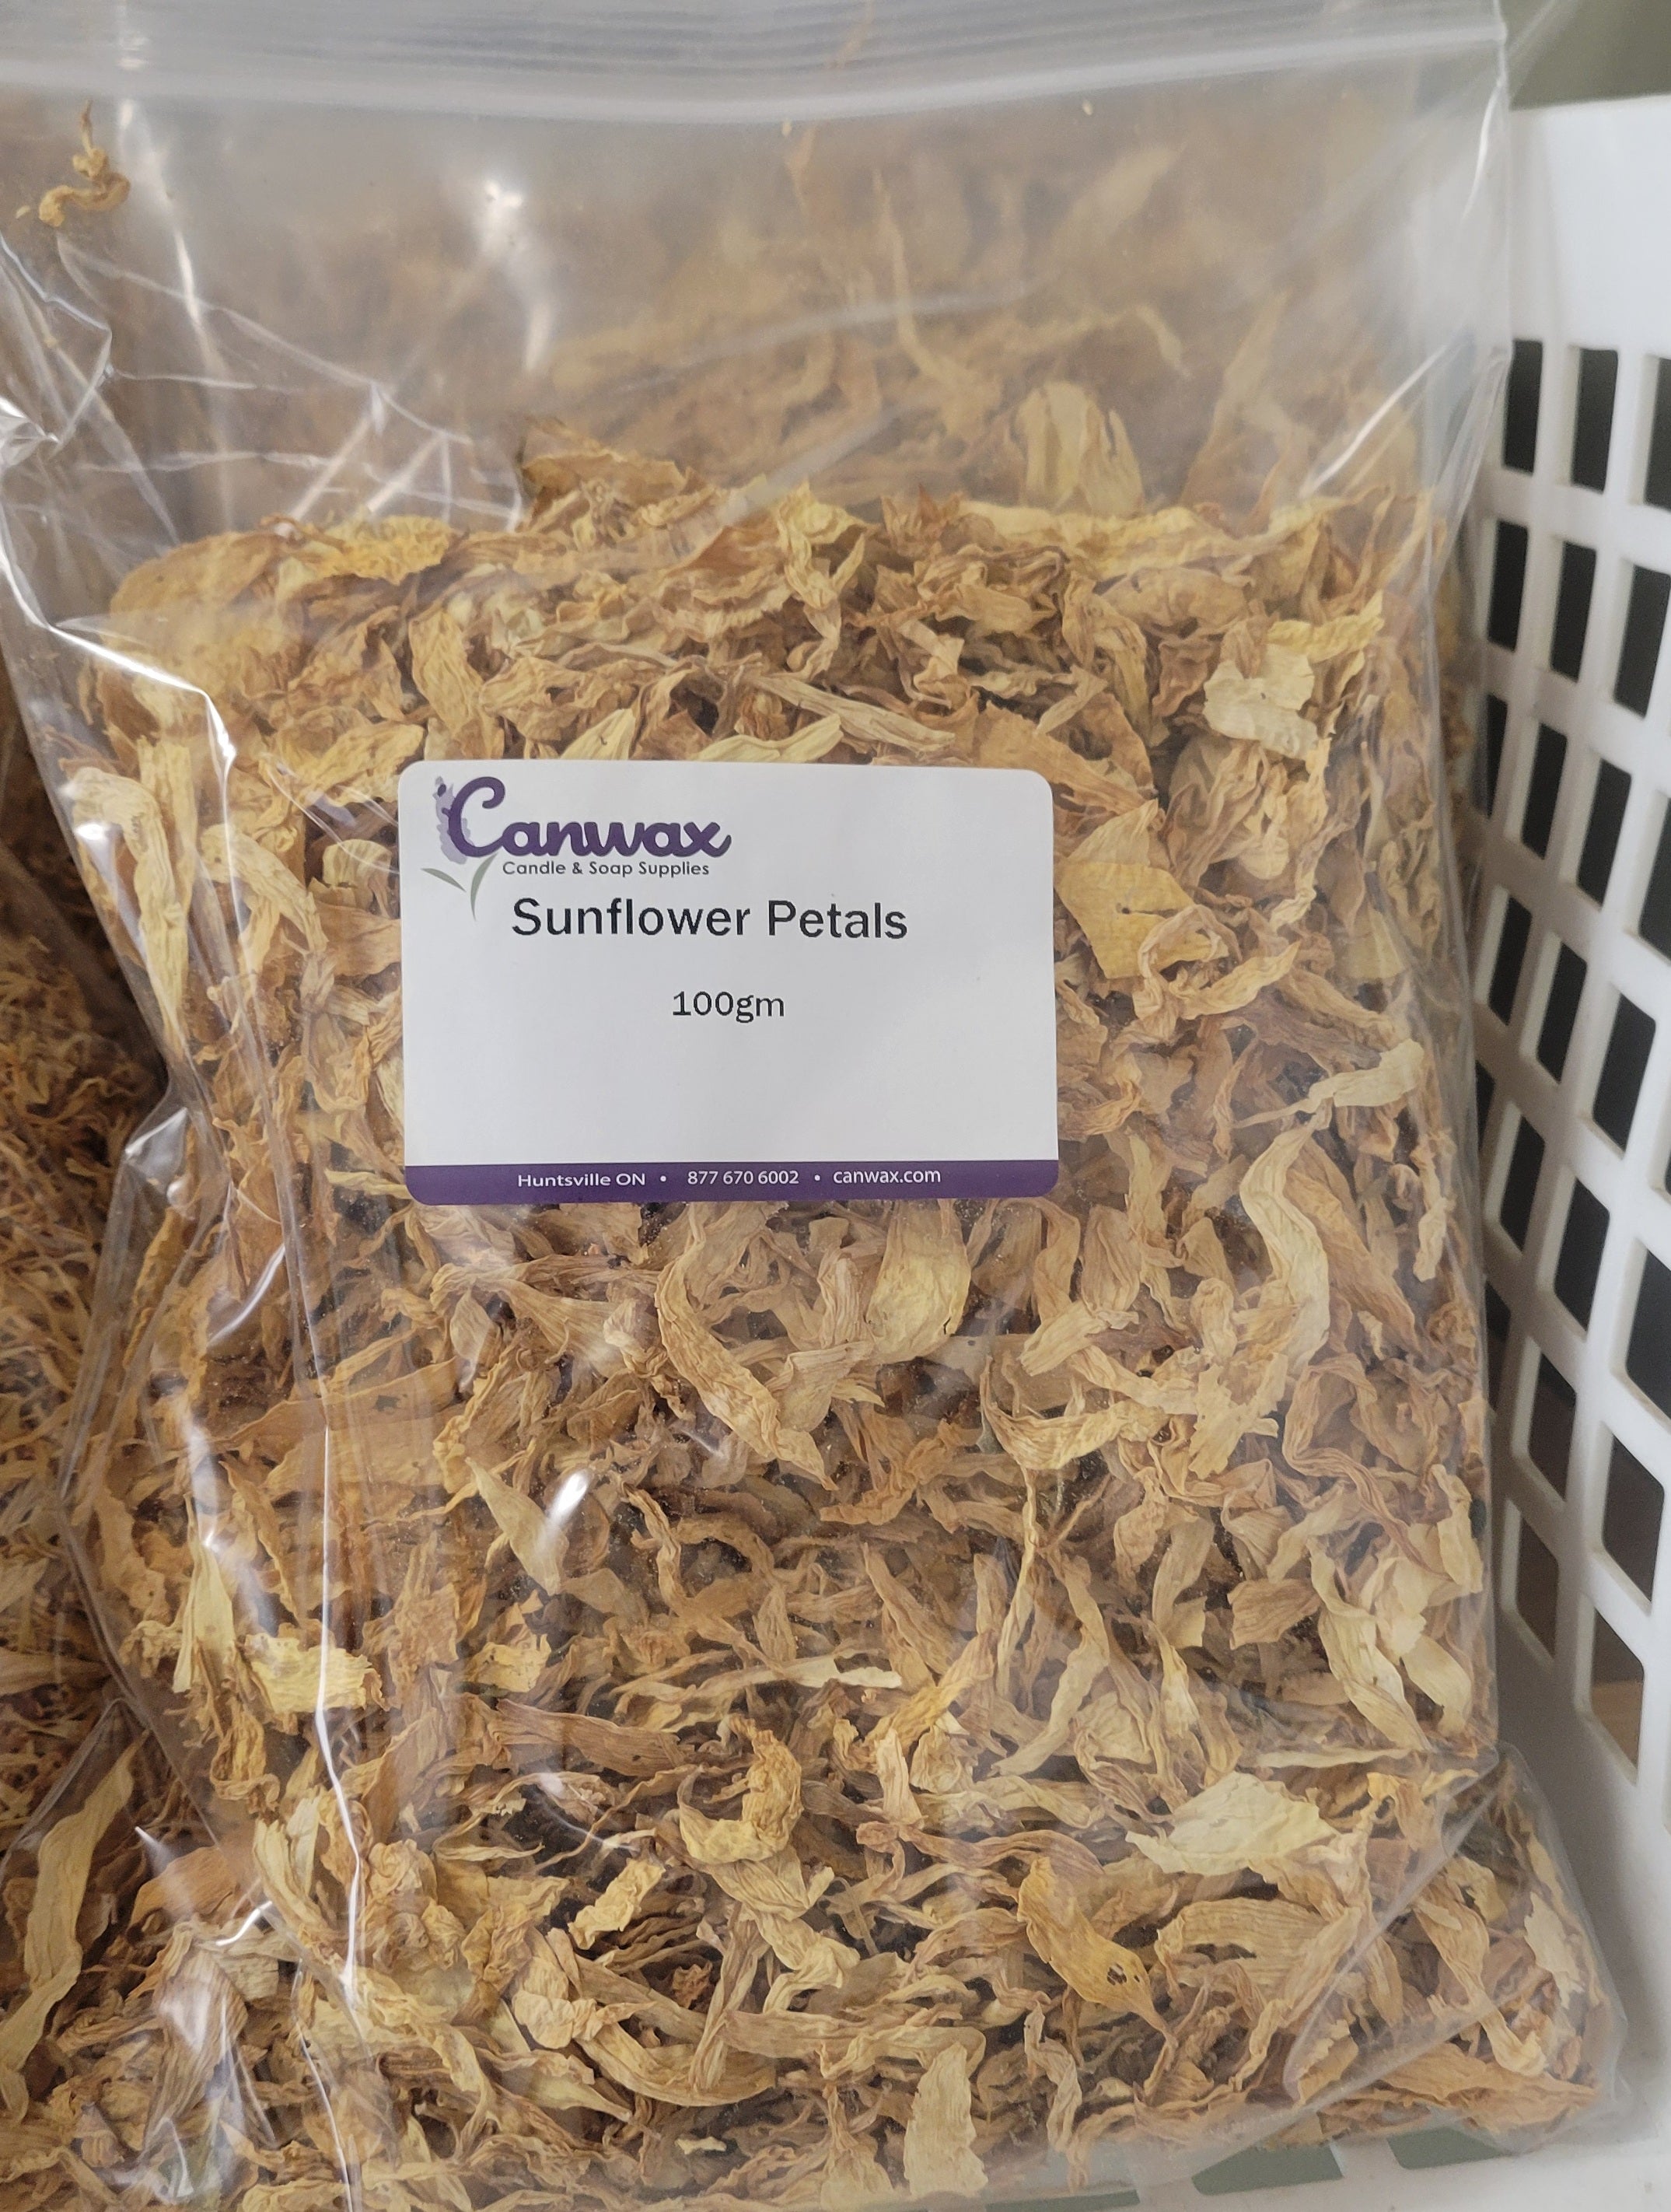 Canwax
Candle & Soap Supplies
Sunflower Petals
100gm
Huntsville ON • 877 670 6002 • canwax.com